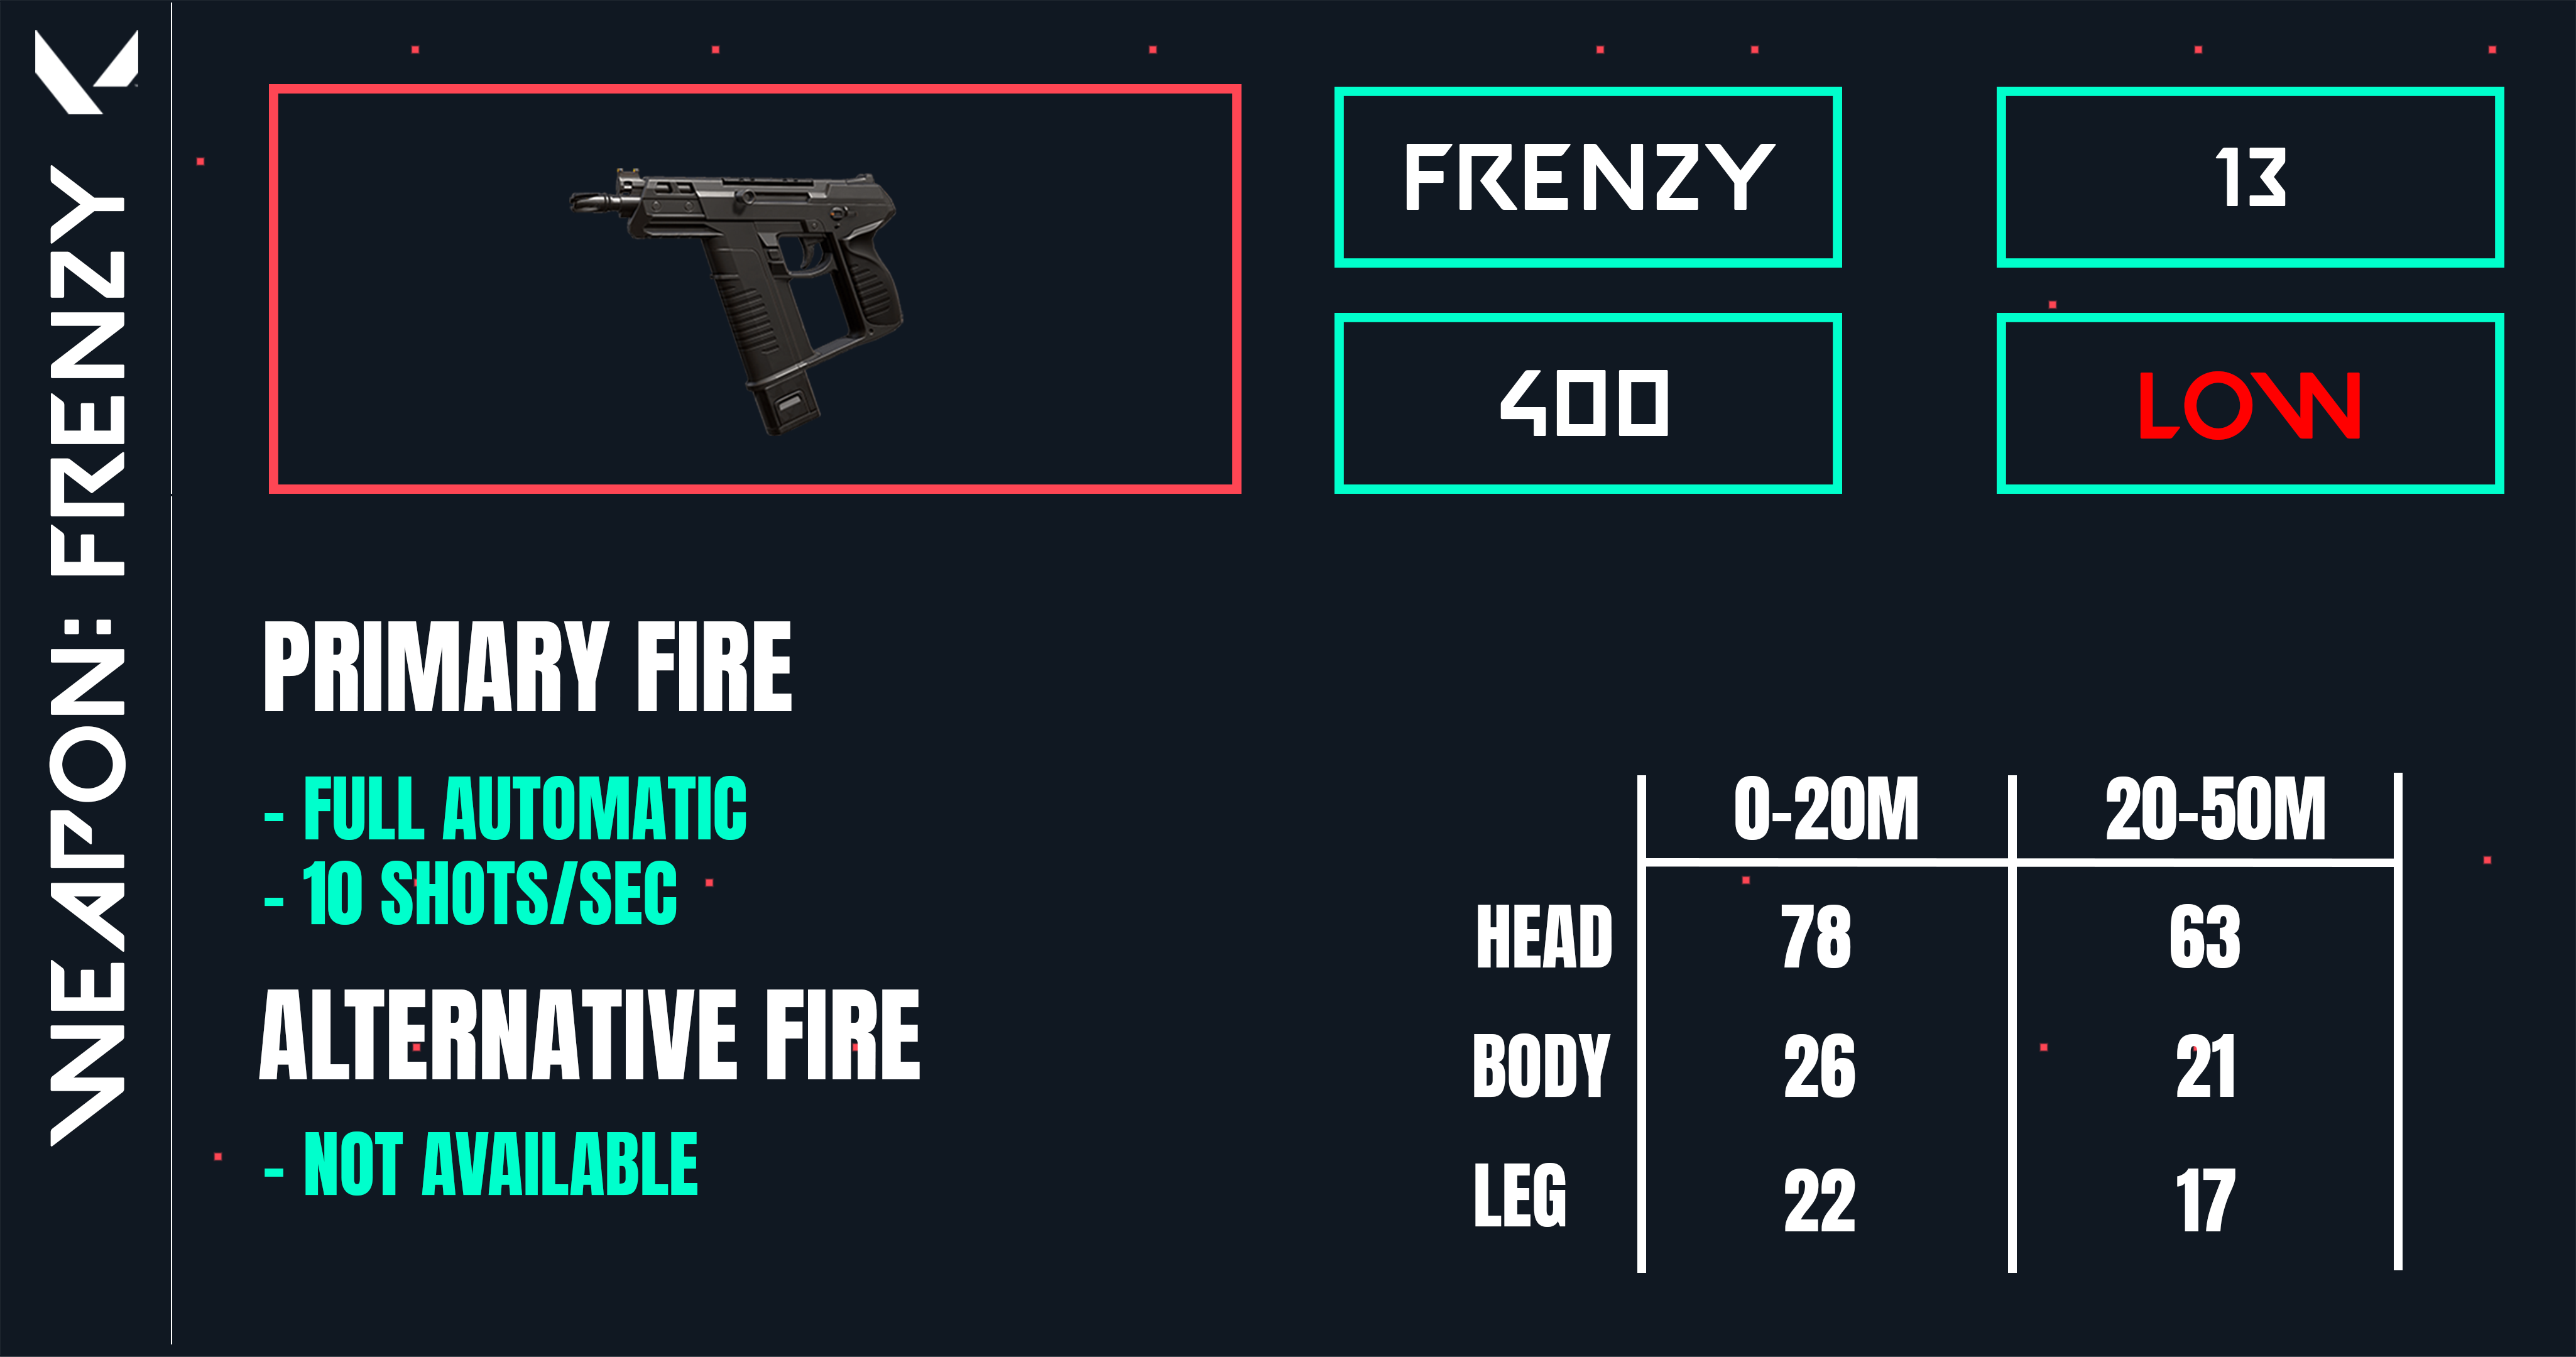 WEAPON: FRENZY
FRENZY
13
400
LOW
PRIMARY FIRE
- FULL AUTOMATIC
- 10 SHOTS/SEC
ALTERNATIVE FIRE
- NOT AVAILABLE
0-20M 20-50M
HEAD 78 63
BODY 26 21
LEG 22 17